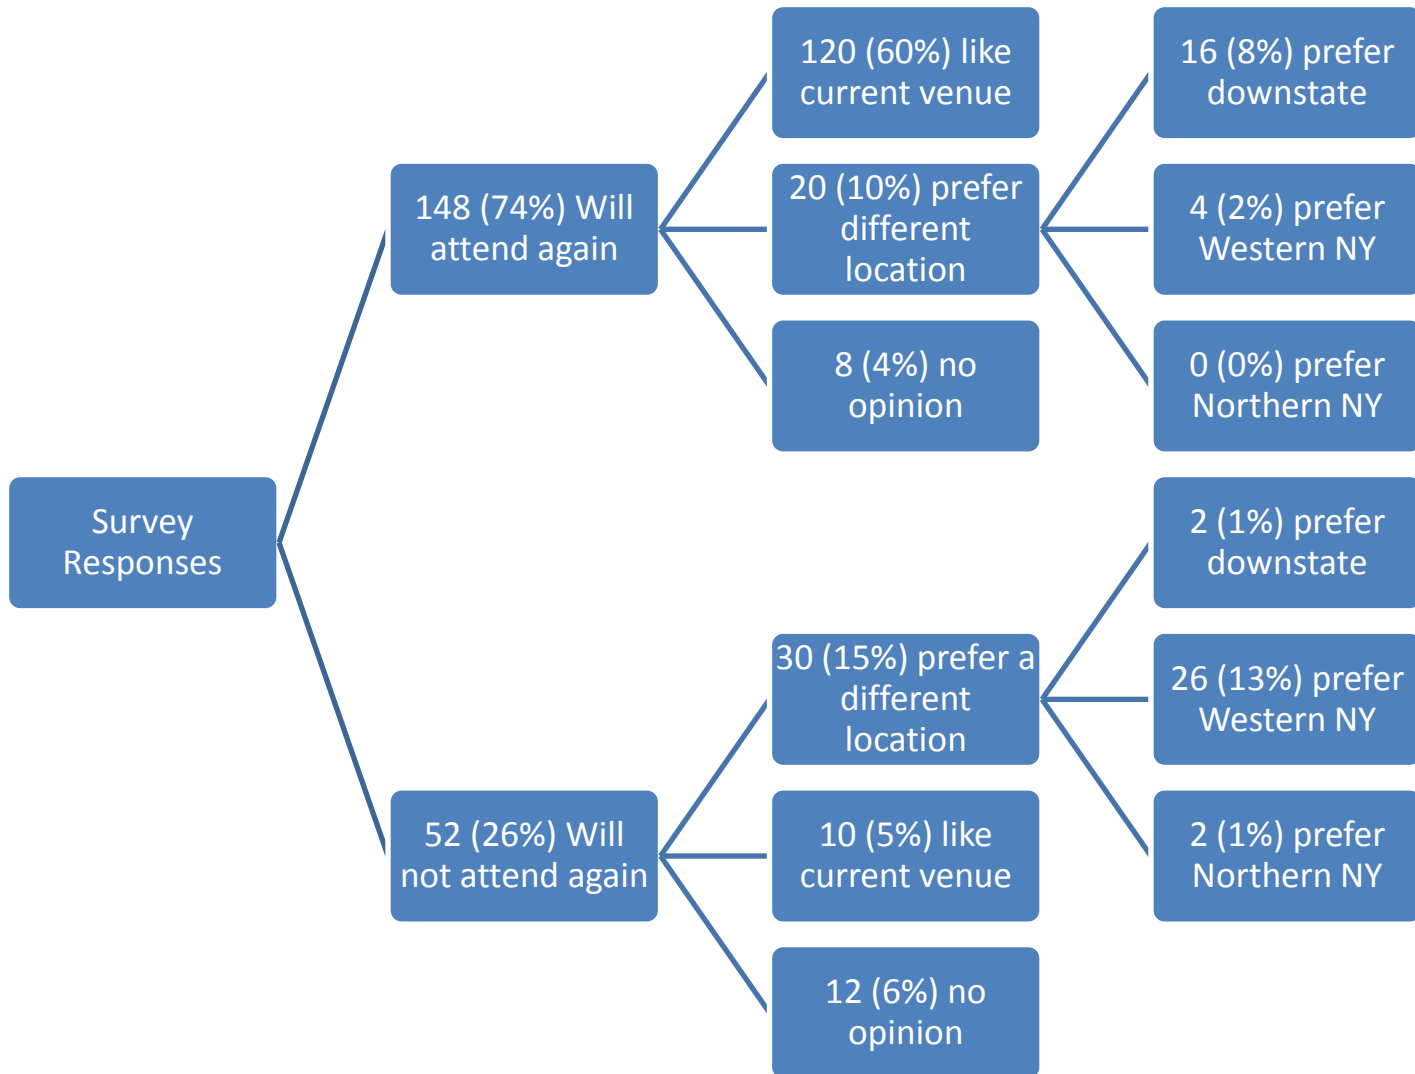 Survey
Responses
148 (74%) Will
attend again
120 (60%) like
current venue
20 (10%) prefer
different
location
16 (8%) prefer
downstate
4 (2%) prefer
Western NY
0 (0%) prefer
Northern NY
8 (4%) no
opinion
52 (26%) Will
not attend again
30 (15%) prefer a
different
location
2 (1%) prefer
downstate
26 (13%) prefer
Western NY
2 (1%) prefer
Northern NY
10 (5%) like
current venue
12 (6%) no
opinion